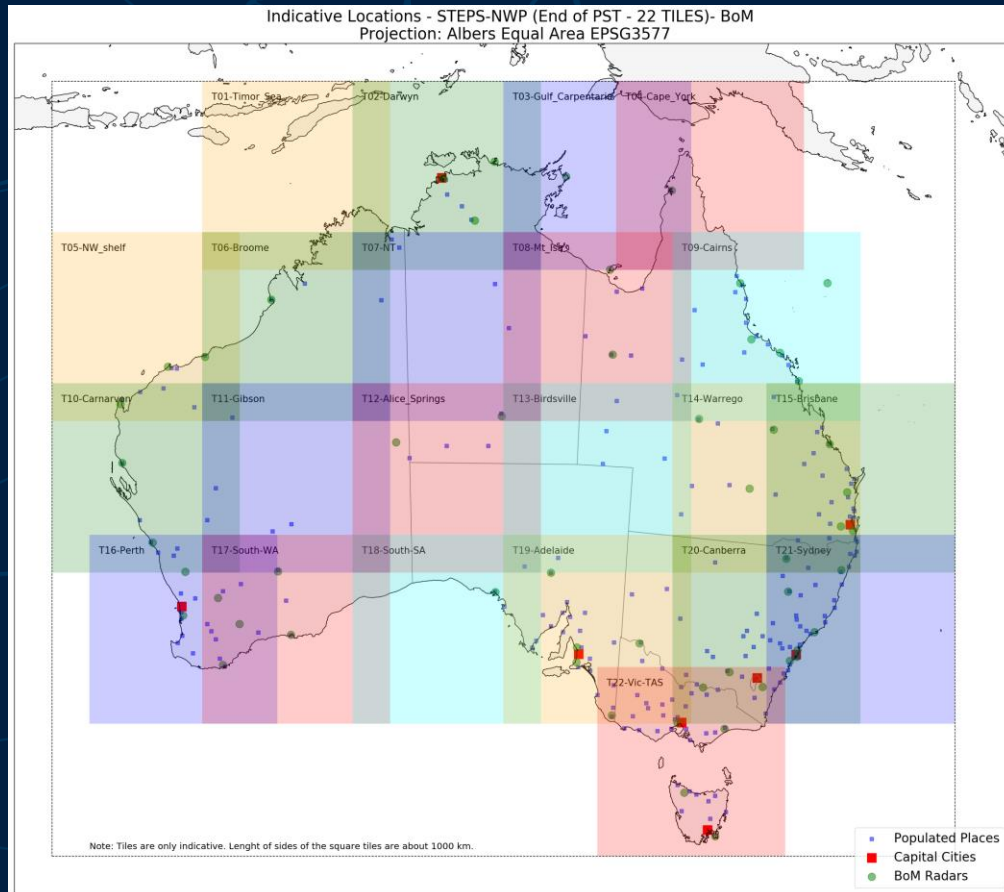 Indicative Locations - STEPS-NWP (End of PST - 22 TILES)- BoM
Projection: Albers Equal Area EPSG3577
T01-Timor_Sea
T02-Darwyn
T03-Gulf_Carpentaria
T04-Cape_York
T05-NW_shelf
T06-Broome
T07-NT
T08-Mt_Isa
T09-Cairns
T10-Carnarvon
T11-Gibson
T12-Alice_Springs
T13-Birdsville
T14-Warrego
T15-Brisbane
T16-Perth
T17-South-WA
T18-South-SA
T19-Adelaide
T20-Canberra
T21-Sydney
T22-Vic-TAS
Note: Tiles are only indicative. Lenght of sides of the square tiles are about 1000 km.
Populated Places
Capital Cities
BoM Radars